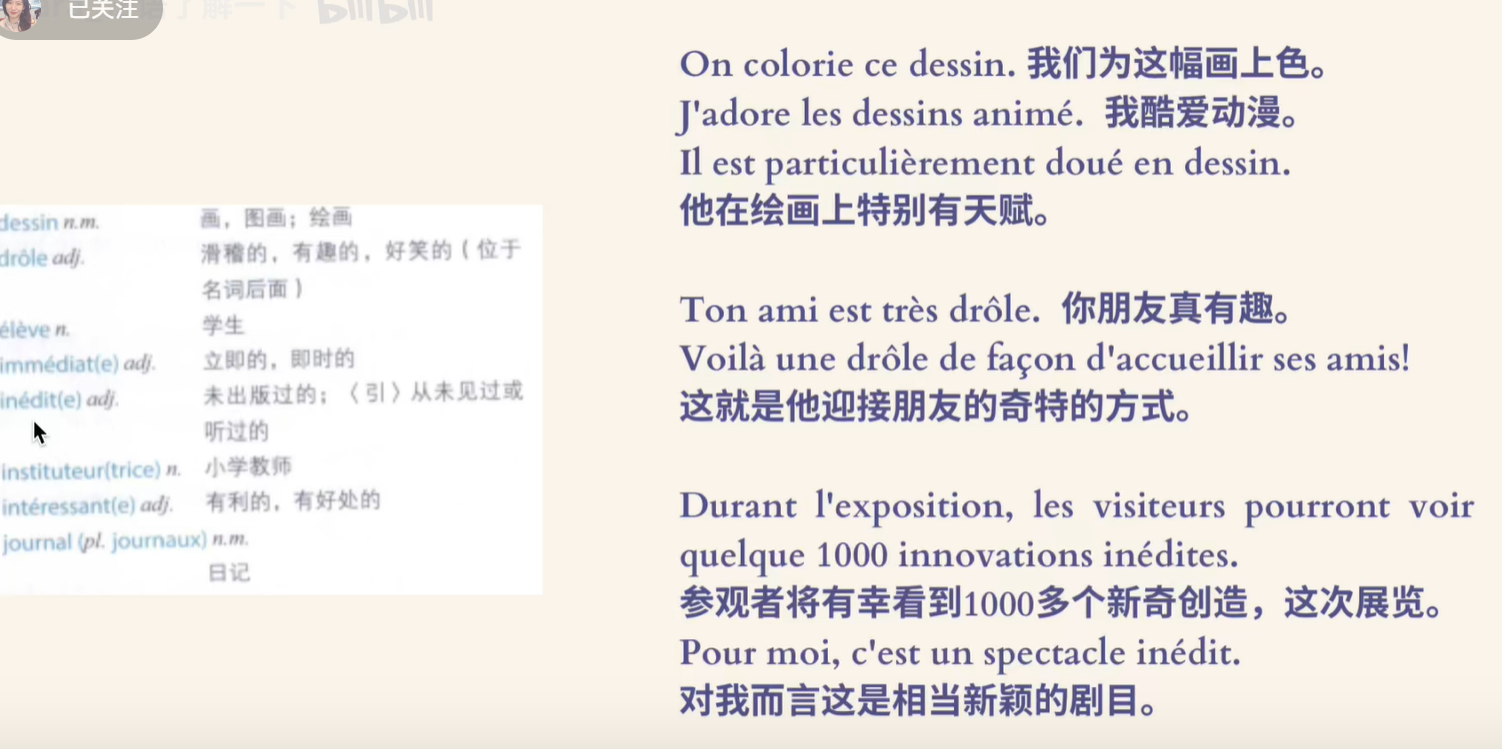 已关注
了解一下 bilibili
dessin n.m. 画，图画；绘画
drôle adj. 滑稽的，有趣的，好笑的（位于
名词后面）
élève n. 学生
immédiat(e) adj. 立即的，即时的
inédit(e) adj. 未出版过的；〈引〉从未见过或
听过的
instituteur(trice) n. 小学教师
intéressant(e) adj. 有利的，有好处的
journal (pl. journaux) n.m.
日记
On colorie ce dessin. 我们为这幅画上色。
J'adore les dessins animé. 我酷爱动漫。
Il est particulièrement doué en dessin.
他在绘画上特别有天赋。
Ton ami est très drôle. 你朋友真有趣。
Voilà une drôle de façon d'accueillir ses amis!
这就是他迎接朋友的奇特的方式。
Durant l'exposition, les visiteurs pourront voir
quelque 1000 innovations inédites.
参观者将有幸看到1000多个新奇创造，这次展览。
Pour moi, c'est un spectacle inédit.
对我而言这是相当新颖的剧目。